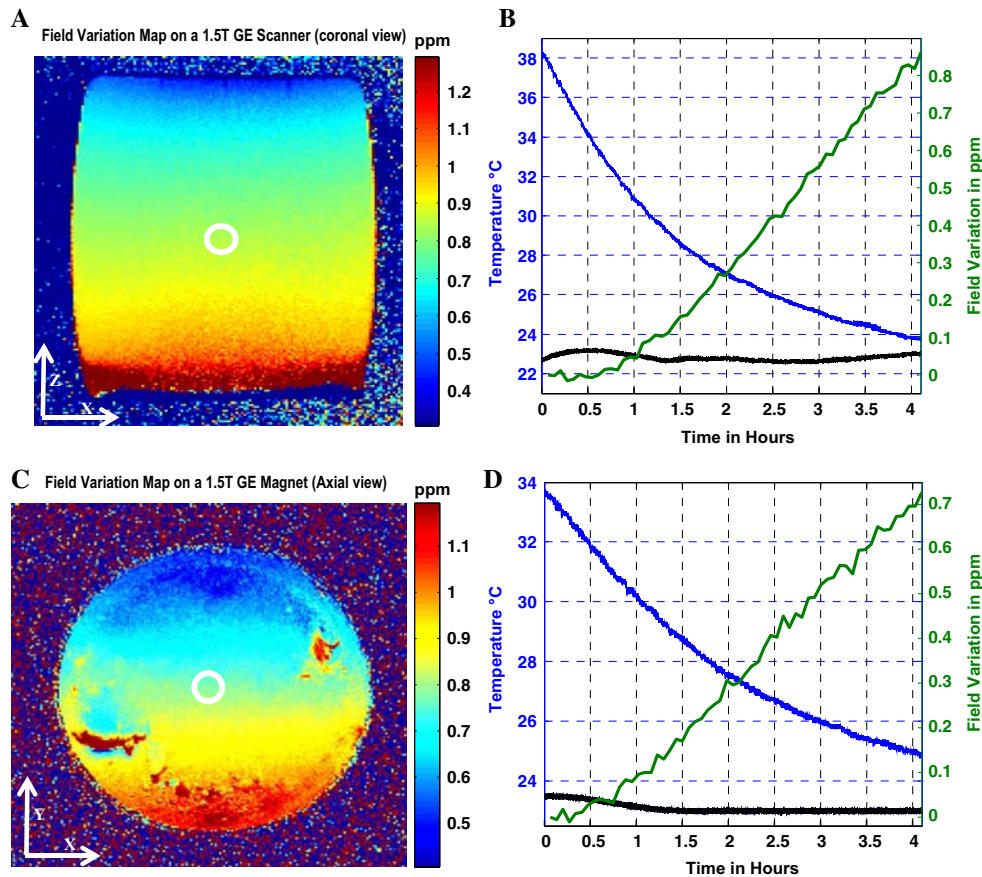 A
Field Variation Map on a 1.5T GE Scanner (coronal view)
ppm
1.2
1.1
1
0.9
0.8
0.7
0.6
0.5
0.4
Z
X
B
38
36
34
32
30
28
26
24
22
Temperature °C
0.8
0.7
0.6
0.5
0.4
0.3
0.2
0.1
0
Field Variation in ppm
0 0.5 1 1.5 2 2.5 3 3.5 4
Time in Hours
C
Field Variation Map on a 1.5T GE Magnet (Axial view)
ppm
1.1
1
0.9
0.8
0.7
0.6
0.5
Y
X
D
34
32
30
28
26
24
Temperature °C
0.7
0.6
0.5
0.4
0.3
0.2
0.1
0
Field Variation in ppm
0 0.5 1 1.5 2 2.5 3 3.5 4
Time in Hours